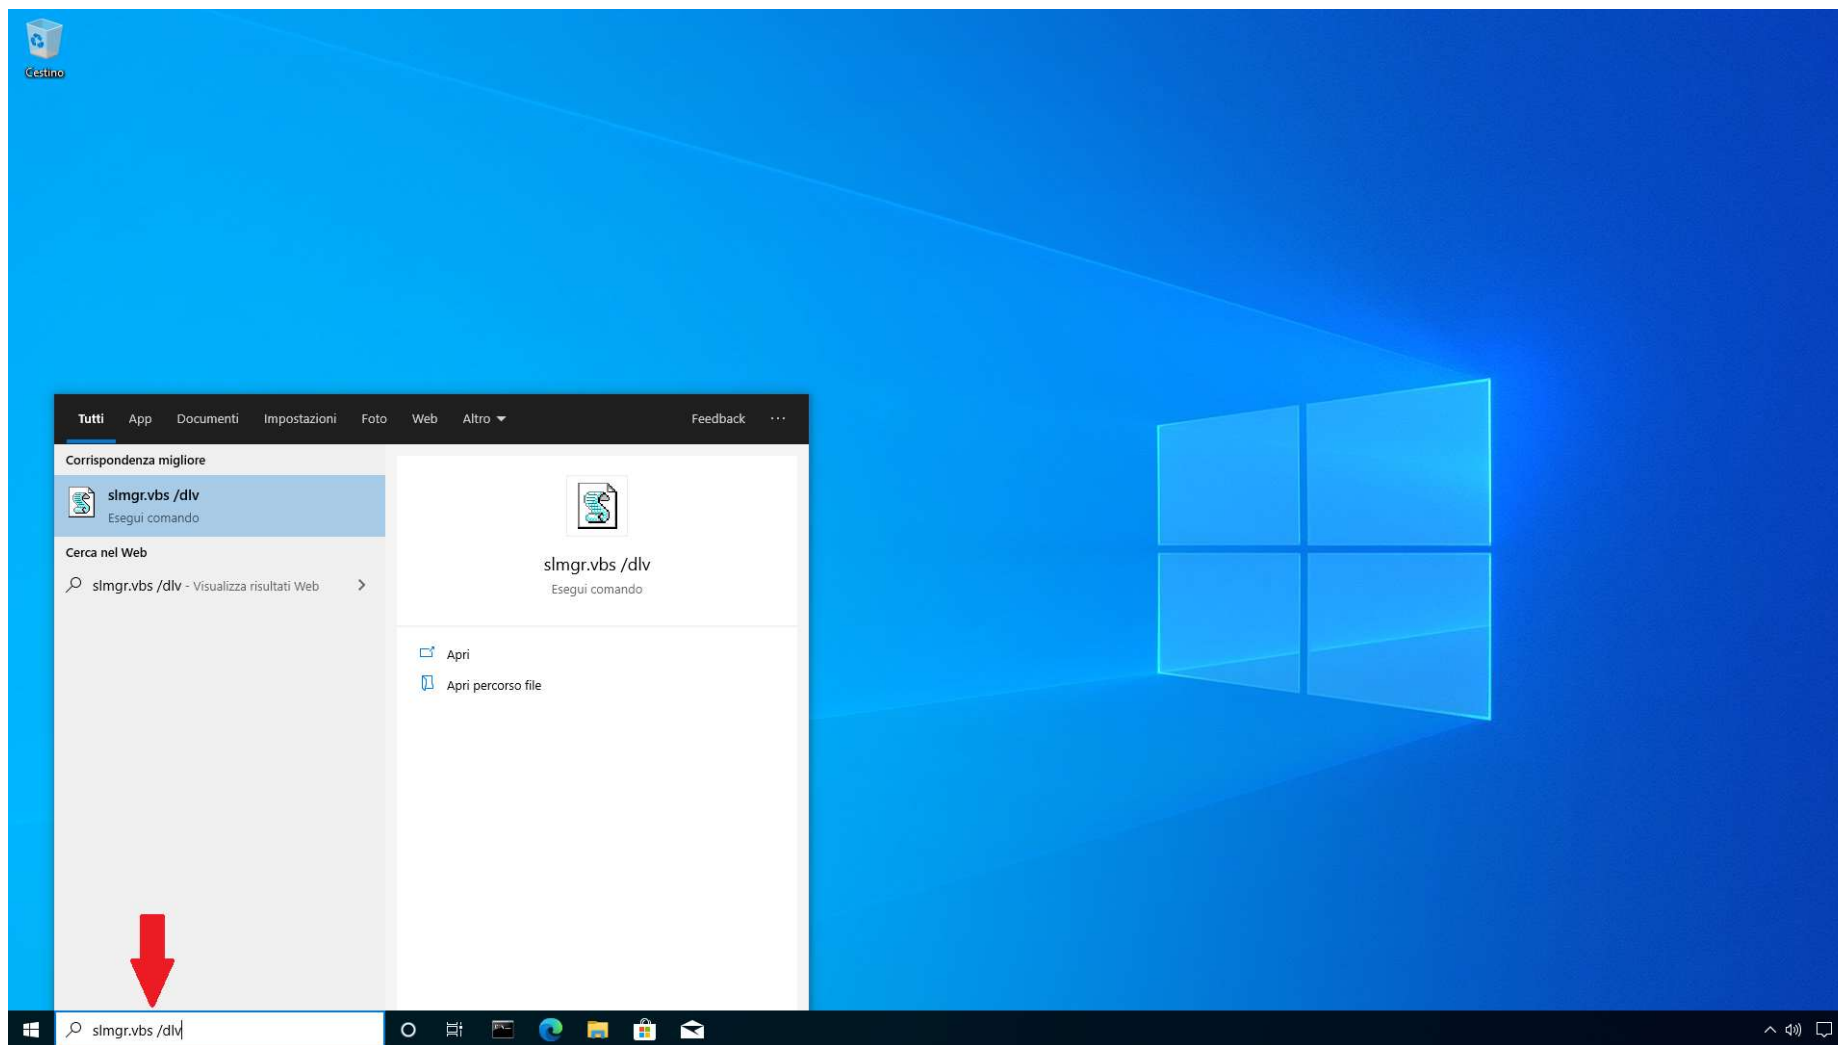 Cestino
Tutti App Documenti Impostazioni Foto Web Altro Feedback ···
Corrispondenza migliore
slmgr.vbs /dlv
Esegui comando
Cerca nel Web
slmgr.vbs /dlv - Visualizza risultati Web
slmgr.vbs /dlv
Esegui comando
Apri
Apri percorso file
slmgr.vbs /dlv